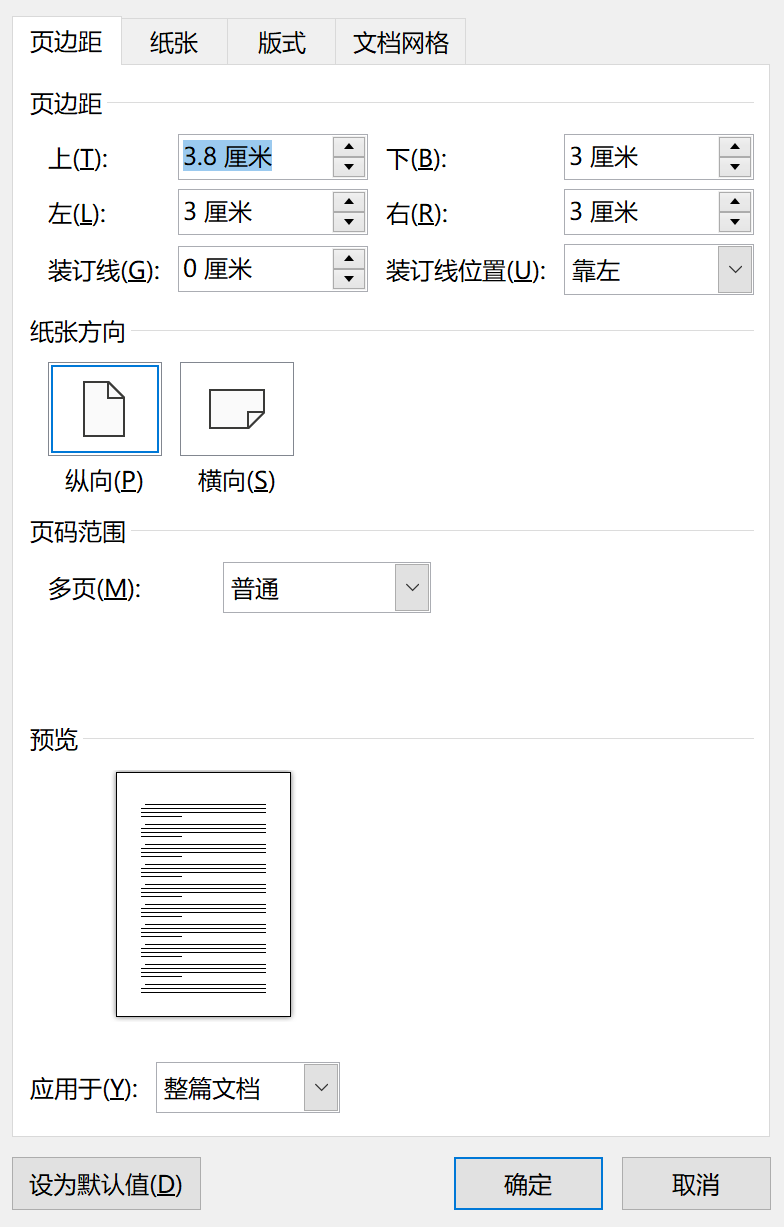 页边距 纸张 版式 文档网格
页边距
上(T): 3.8 厘米 下(B): 3 厘米
左(L): 3 厘米 右(R): 3 厘米
装订线(G): 0 厘米 装订线位置(U): 靠左
纸张方向
纵向(P) 横向(S)
页码范围
多页(M): 普通
预览
应用于(Y): 整篇文档
设为默认值(D) 确定 取消